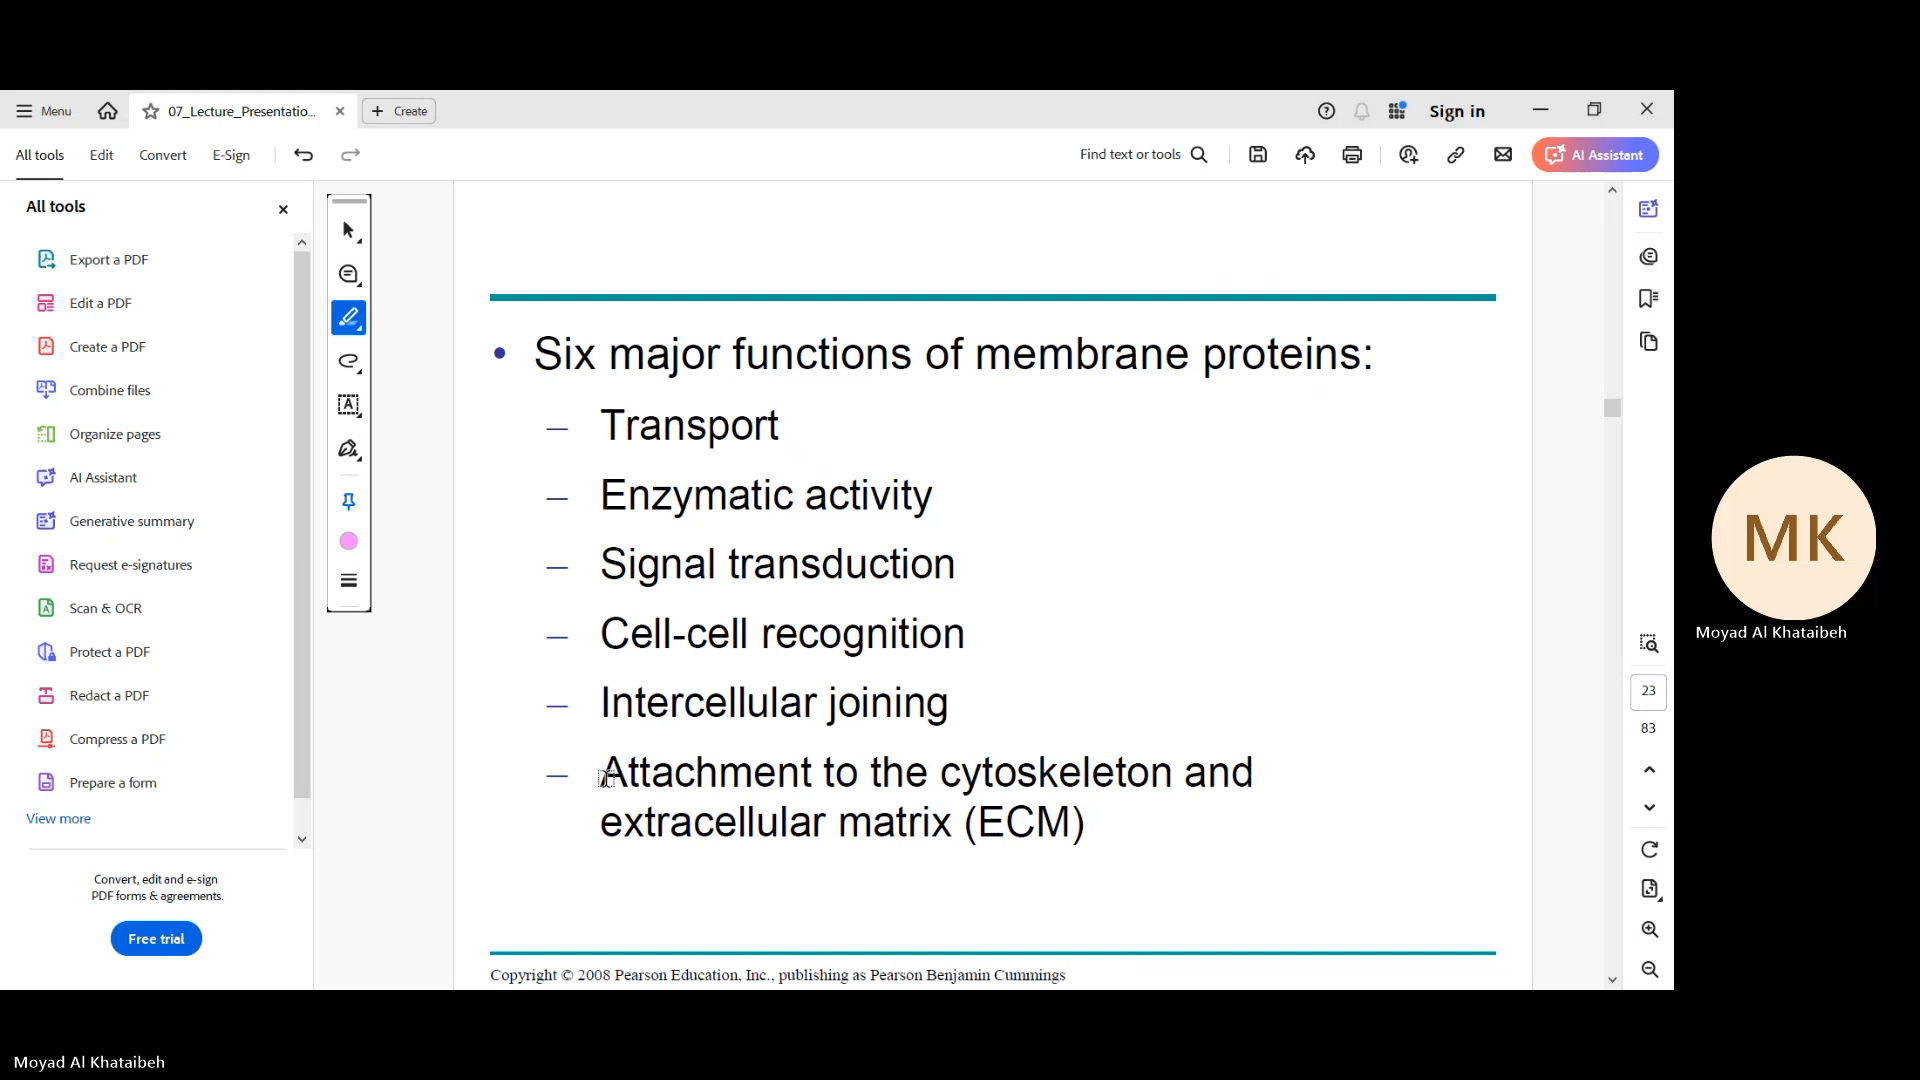 Menu
07_Lecture_Presentatio...
Create
Sign in
All tools
Edit
Convert
E-Sign
Find text or tools
AI Assistant
All tools
Export a PDF
Edit a PDF
Create a PDF
Combine files
Organize pages
AI Assistant
Generative summary
Request e-signatures
Scan & OCR
Protect a PDF
Redact a PDF
Compress a PDF
Prepare a form
View more
Convert, edit and e-sign
PDF forms & agreements.
Free trial
• Six major functions of membrane proteins:
– Transport
– Enzymatic activity
– Signal transduction
– Cell-cell recognition
– Intercellular joining
– Attachment to the cytoskeleton and
extracellular matrix (ECM)
Copyright © 2008 Pearson Education, Inc., publishing as Pearson Benjamin Cummings
23
83
MK
Moyad Al Khataibeh
Moyad Al Khataibeh